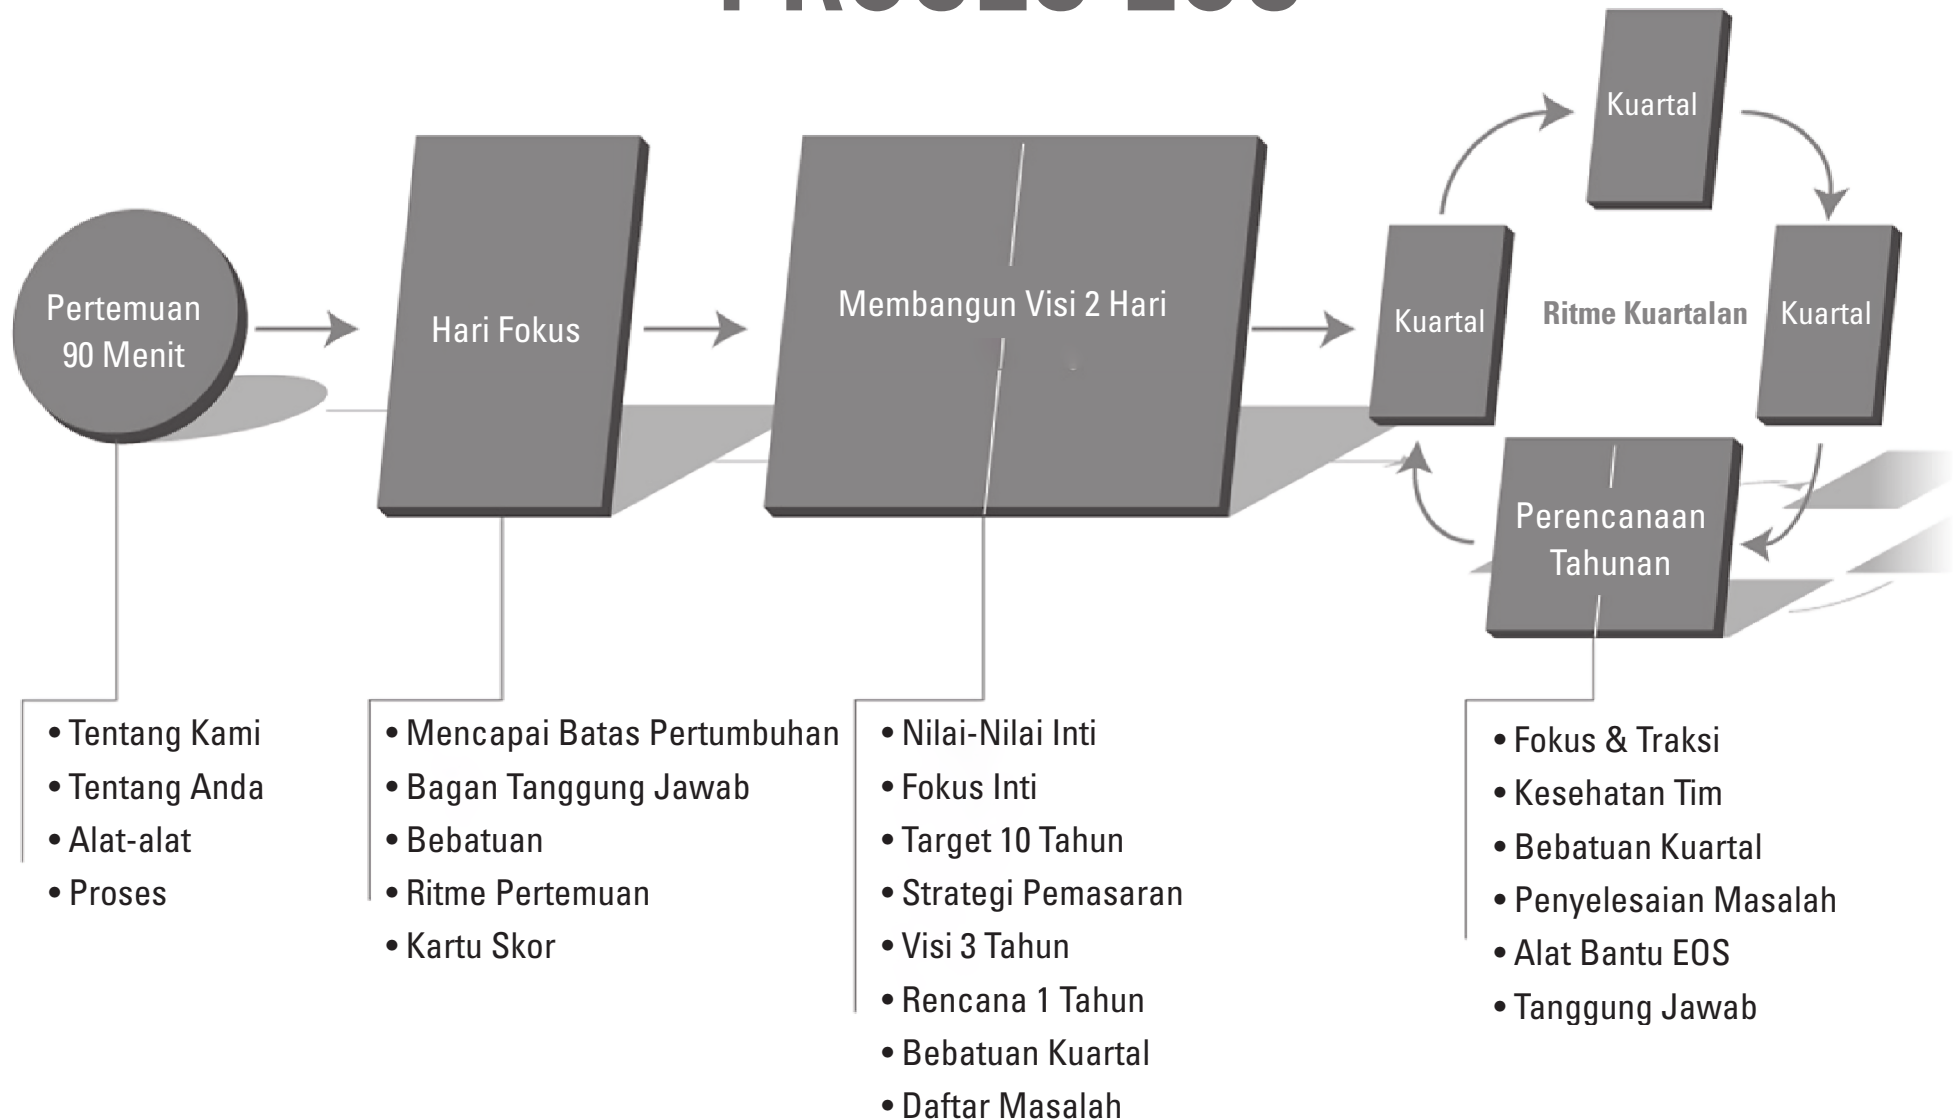 PROSES EOS
Pertemuan
90 Menit
Hari Fokus
Membangun Visi 2 Hari
Kuartal
Kuartal
Ritme Kuartalan
Kuartal
Perencanaan
Tahunan
• Tentang Kami
• Tentang Anda
• Alat-alat
• Proses
• Mencapai Batas Pertumbuhan
• Bagan Tanggung Jawab
• Bebatuan
• Ritme Pertemuan
• Kartu Skor
• Nilai-Nilai Inti
• Fokus Inti
• Target 10 Tahun
• Strategi Pemasaran
• Visi 3 Tahun
• Rencana 1 Tahun
• Bebatuan Kuartal
• Daftar Masalah
• Fokus & Traksi
• Kesehatan Tim
• Bebatuan Kuartal
• Penyelesaian Masalah
• Alat Bantu EOS
• Tanggung Jawab